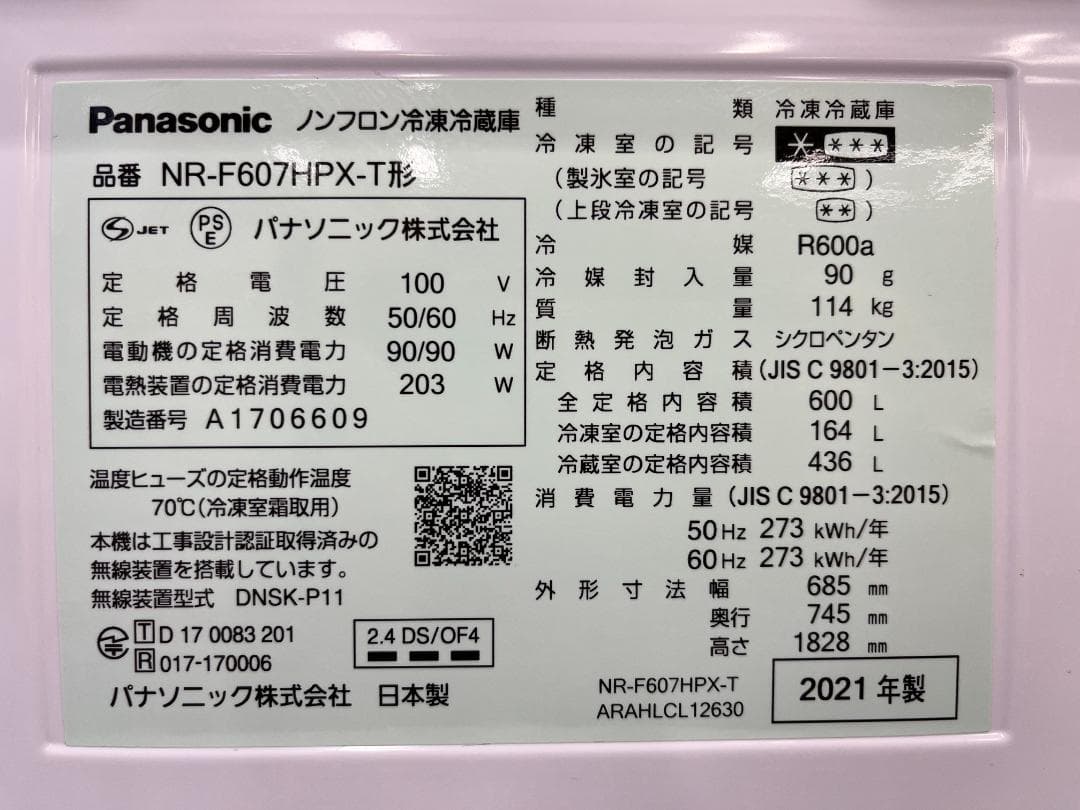 Panasonic ノンフロン冷凍冷蔵庫
品番 NR-F607HPX-T形
S JET PSE パナソニック株式会社
定格電圧 100 V
定格周波数 50/60 Hz
電動機の定格消費電力 90/90 W
電熱装置の定格消費電力 203 W
製造番号 A1706609
温度ヒューズの定格動作温度
70℃(冷凍室霜取用)
本機は工事設計認証取得済みの
無線装置を搭載しています。
無線装置型式 DNSK-P11
T D 17 0083 201
R 017-170006
2.4 DS/OF4
パナソニック株式会社 日本製
種類 冷凍冷蔵庫
冷凍室の記号 * ***
(製氷室の記号 ***)
(上段冷凍室の記号 **)
冷媒 R600a
冷媒封入量 90 g
質量 114 kg
断熱発泡ガス シクロペンタン
定格内容積(JIS C 9801-3:2015)
全定格内容積 600 L
冷凍室の定格内容積 164 L
冷蔵室の定格内容積 436 L
消費電力量 (JIS C 9801-3:2015)
50Hz 273 kWh/年
60Hz 273 kWh/年
外形寸法幅 685 mm
奥行 745 mm
高さ 1828 mm
NR-F607HPX-T
ARAHLCL12630
2021年製